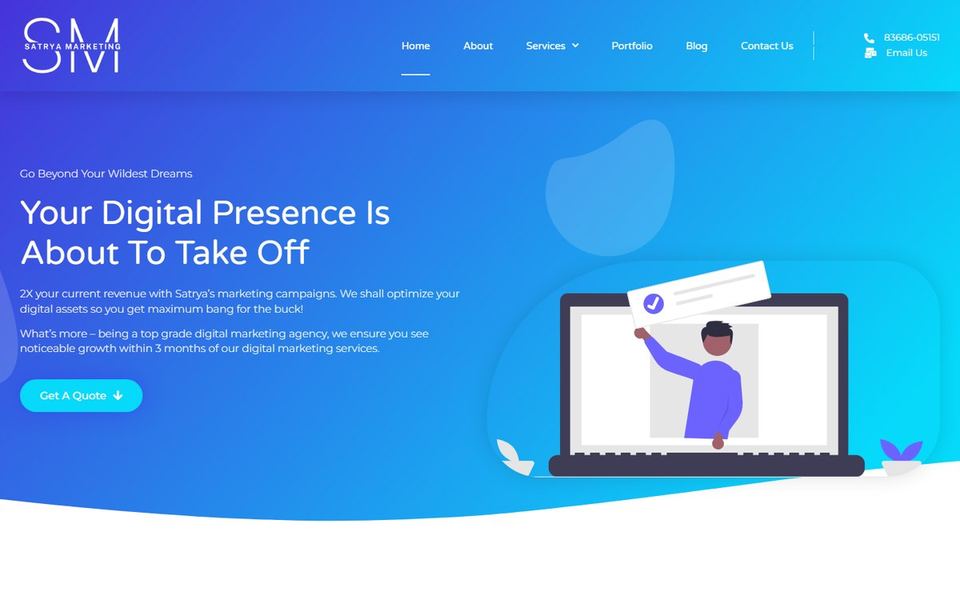 SM
SATRYA MARKETING
Home
About
Services
Portfolio
Blog
Contact Us
83686-05151
Email Us
Go Beyond Your Wildest Dreams
Your Digital Presence Is
About To Take Off
2X your current revenue with Satrya's marketing campaigns. We shall optimize your
digital assets so you get maximum bang for the buck!
What's more – being a top grade digital marketing agency, we ensure you see
noticeable growth within 3 months of our digital marketing services.
Get A Quote